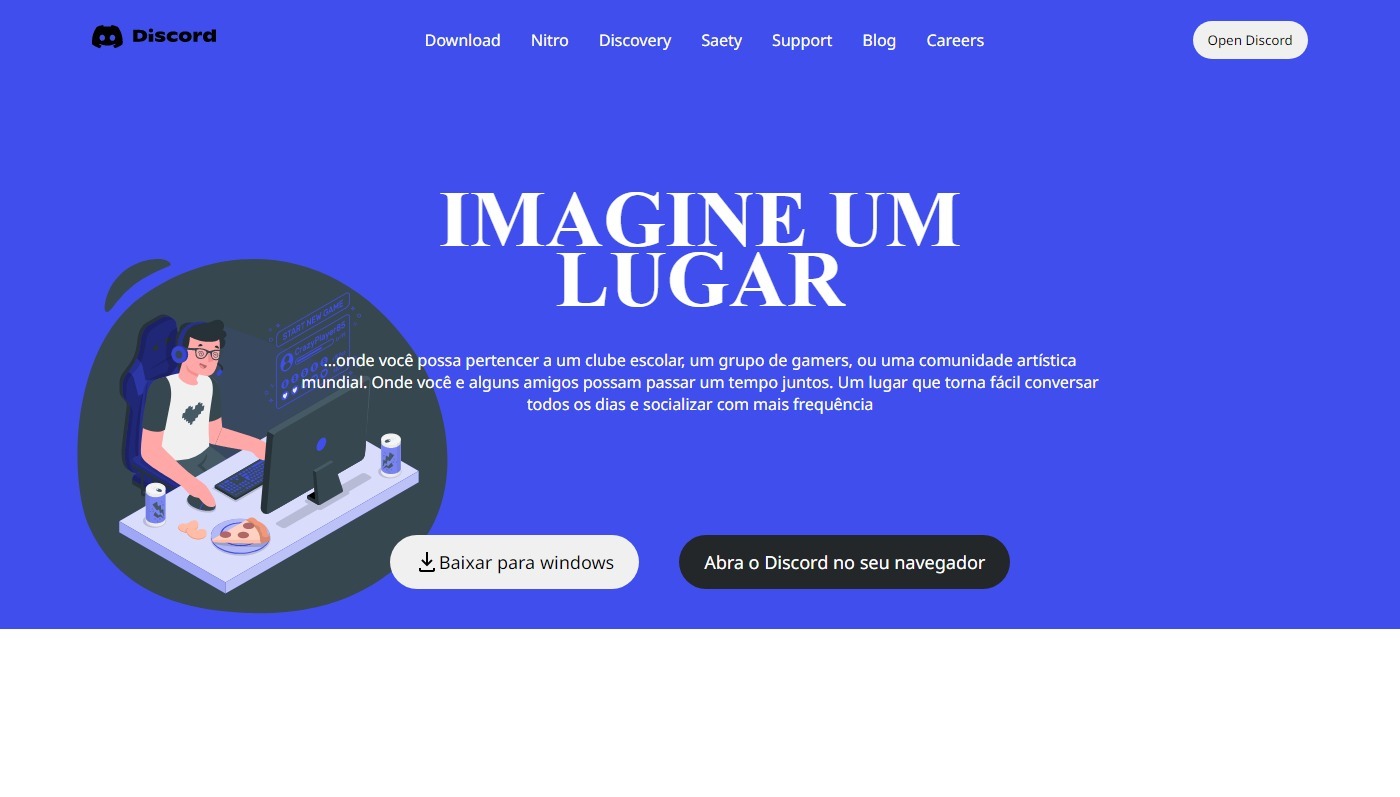 Discord
Download Nitro Discovery Saety Support Blog Careers
Open Discord
IMAGINE UM
LUGAR
START NEW GAME
CrazyPlayer85
...onde você possa pertencer a um clube escolar, um grupo de gamers, ou uma comunidade artística
mundial. Onde você e alguns amigos possam passar um tempo juntos. Um lugar que torna fácil conversar
todos os dias e socializar com mais frequência
Baixar para windows
Abra o Discord no seu navegador